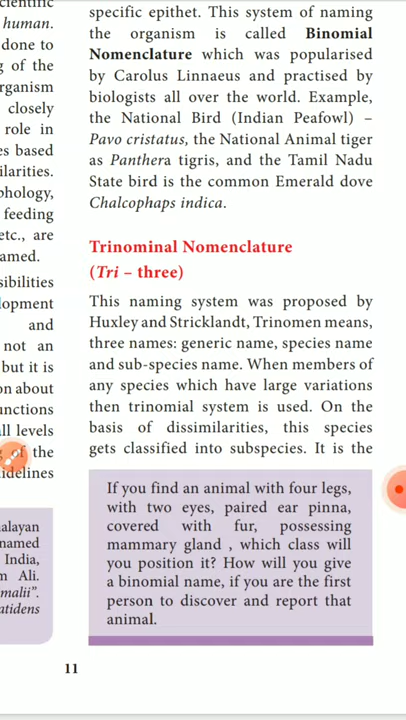 cientific
human.
done to
g of the
rganism
closely
role in
es based
ilarities.
phology,
feeding
etc., are
amed.
sibilities
lopment
and
not an
but it is
on about
unctions
ll levels
g of the
idelines
alayan
named
India,
m Ali.
malii”.
atidens
specific epithet. This system of naming
the organism is called Binomial
Nomenclature which was popularised
by Carolus Linnaeus and practised by
biologists all over the world. Example,
the National Bird (Indian Peafowl) –
Pavo cristatus, the National Animal tiger
as Panthera tigris, and the Tamil Nadu
State bird is the common Emerald dove
Chalcophaps indica.
Trinominal Nomenclature
(Tri – three)
This naming system was proposed by
Huxley and Stricklandt, Trinomen means,
three names: generic name, species name
and sub-species name. When members of
any species which have large variations
then trinomial system is used. On the
basis of dissimilarities, this species
gets classified into subspecies. It is the
If you find an animal with four legs,
with two eyes, paired ear pinna,
covered with fur, possessing
mammary gland , which class will
you position it? How will you give
a binomial name, if you are the first
person to discover and report that
animal.
11